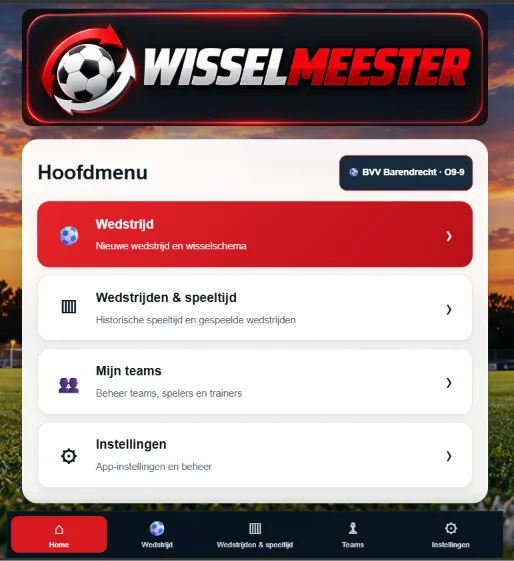 WISSELMEESTER
Hoofdmenu
BVV Barendrecht · O9-9
Wedstrijd
Nieuwe wedstrijd en wisselschema
Wedstrijden & speeltijd
Historische speeltijd en gespeelde wedstrijden
Mijn teams
Beheer teams, spelers en trainers
Instellingen
App-instellingen en beheer
Home
Wedstrijd
Wedstrijden & speeltijd
Teams
Instellingen